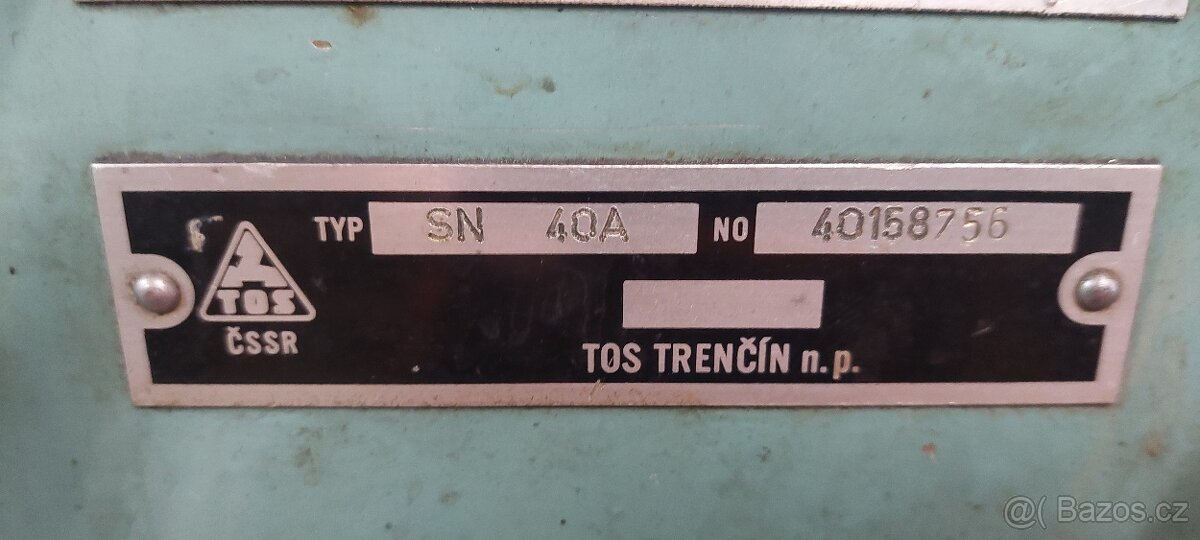 TYP SN 40A NO 40158756
TOS
ČSSR
TOS TRENČÍN n.p.
@( Bazos.cz